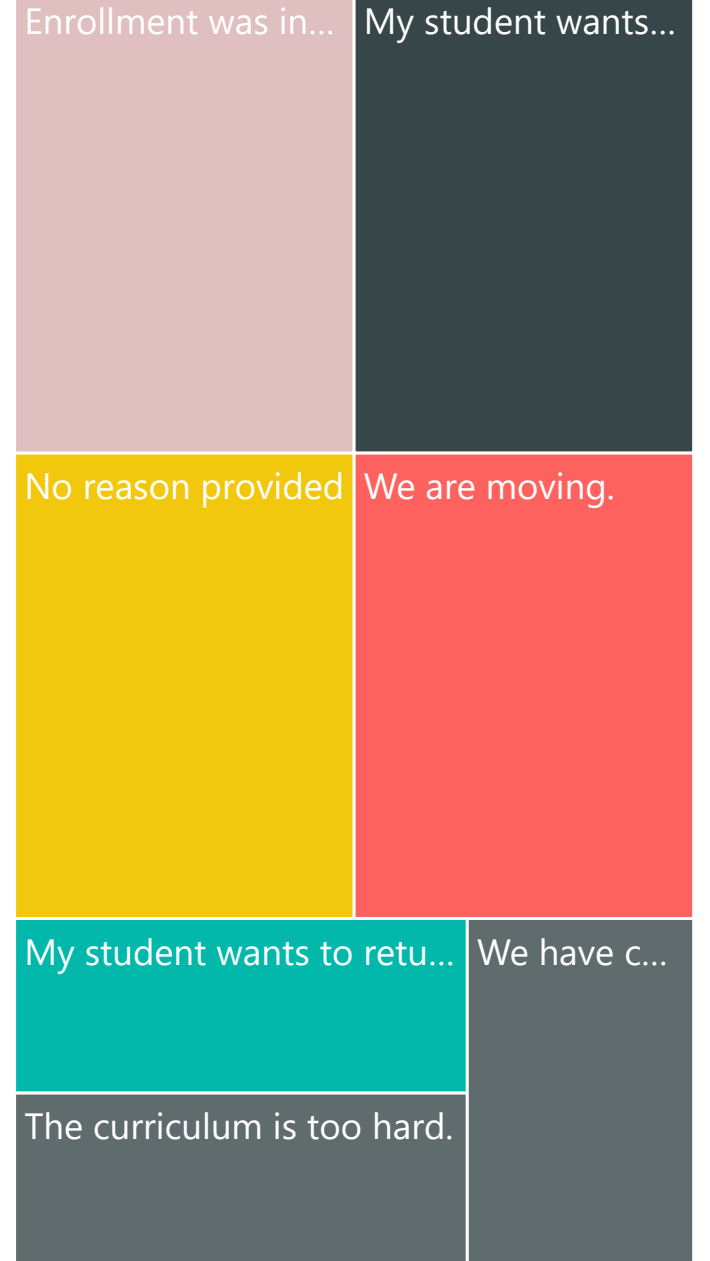 Enrollment was in...
My student wants...
No reason provided
We are moving.
My student wants to retu...
We have c...
The curriculum is too hard.